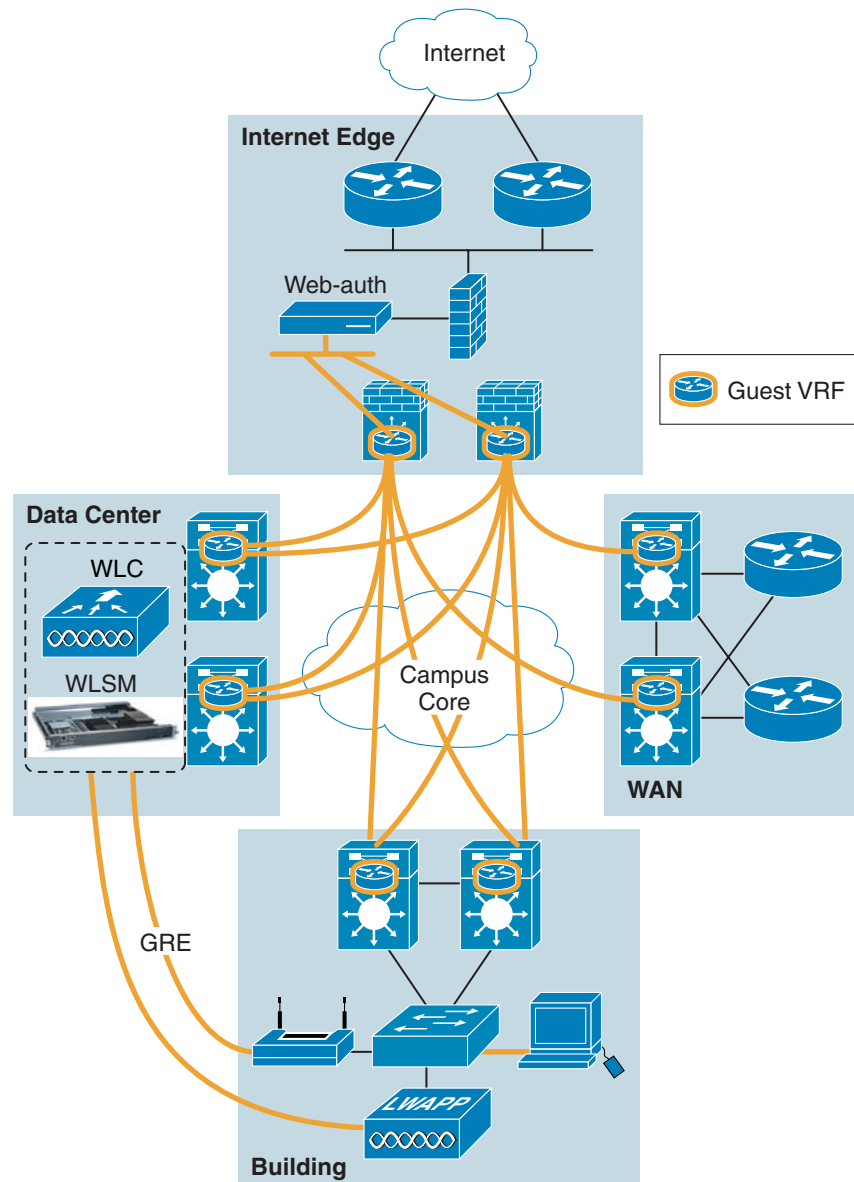 Internet
Internet Edge
Web-auth
Guest VRF
Data Center
WLC
WLSM
Campus
Core
WAN
GRE
LWAPP
Building